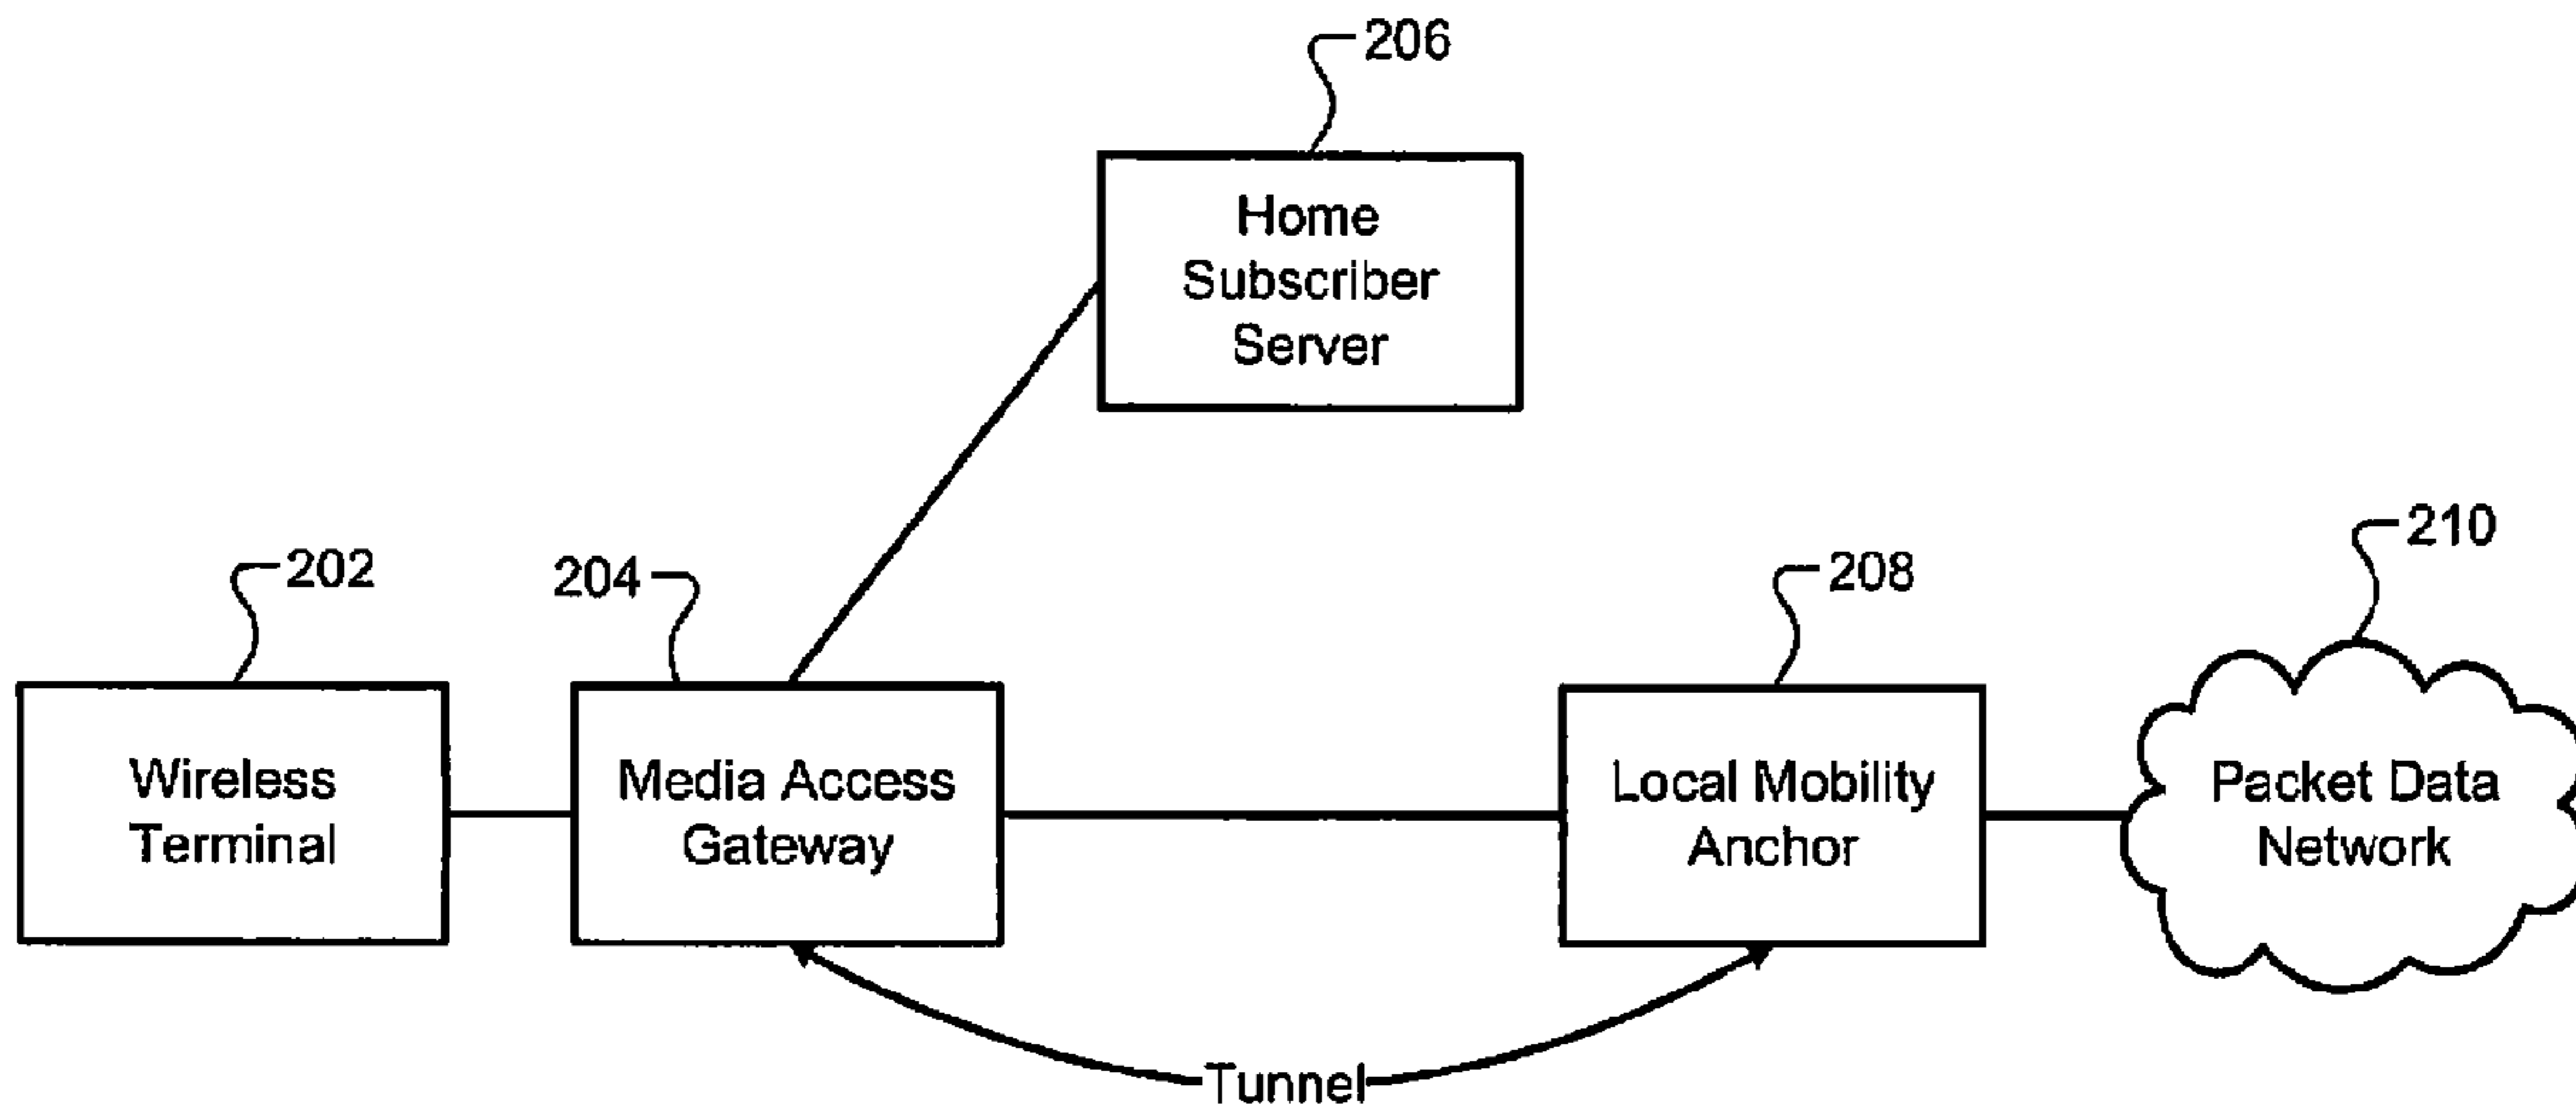 206
Home
Subscriber
Server
202
204
208
210
Wireless
Terminal
Media Access
Gateway
Local Mobility
Anchor
Packet Data
Network
Tunnel